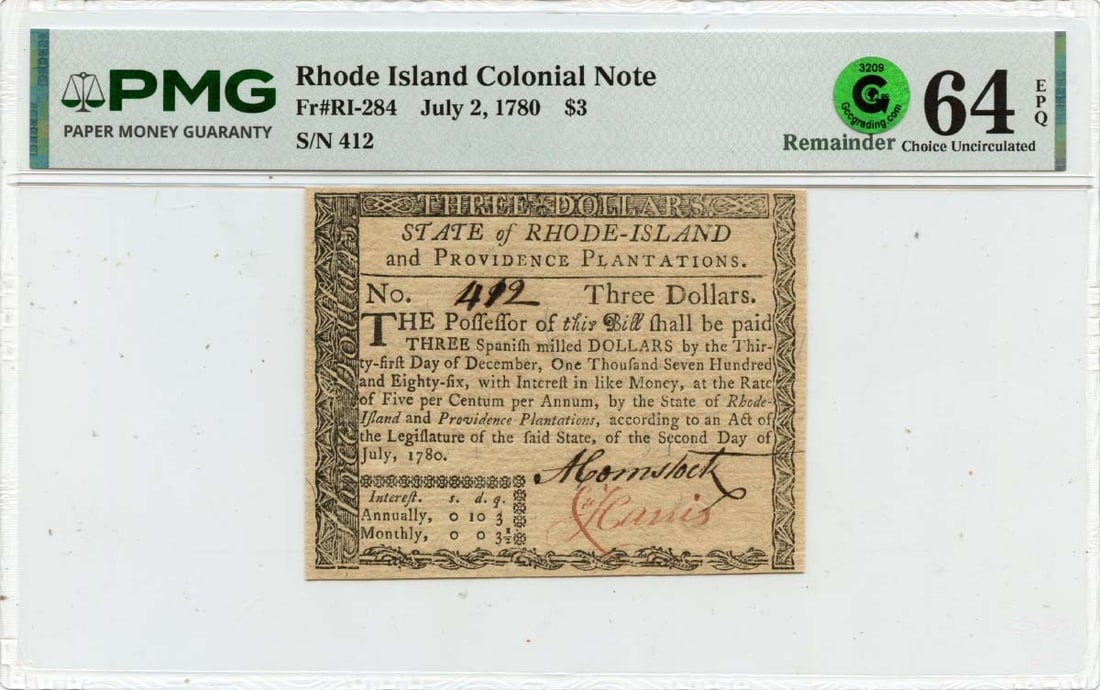 PMG
PAPER MONEY GUARANTY
Rhode Island Colonial Note
Fr#RI-284 July 2, 1780 $3
S/N 412
3209
G
Gccgrading.com
Remainder
64
EPQ
Choice Uncirculated
THREE DOLLARS
Three Dollars.
STATE of RHODE-ISLAND
and PROVIDENCE PLANTATIONS.
No. 412 Three Dollars.
THE Poſſeſſor of this Bill ſhall be paid
THREE Spaniſh milled DOLLARS by the Thir-
ty-firſt Day of December, One Thouſand Seven Hundred
and Eighty-ſix, with Intereſt in like Money, at the Rate
of Five per Centum per Annum, by the State of Rhode-
Iſland and Providence Plantations, according to an Act of
the Legiſlature of the ſaid State, of the Second Day of
July, 1780.
AComstock
Harris
Intereſt. s. d. q.
Annually, 0 10 3
Monthly, 0 0 3½